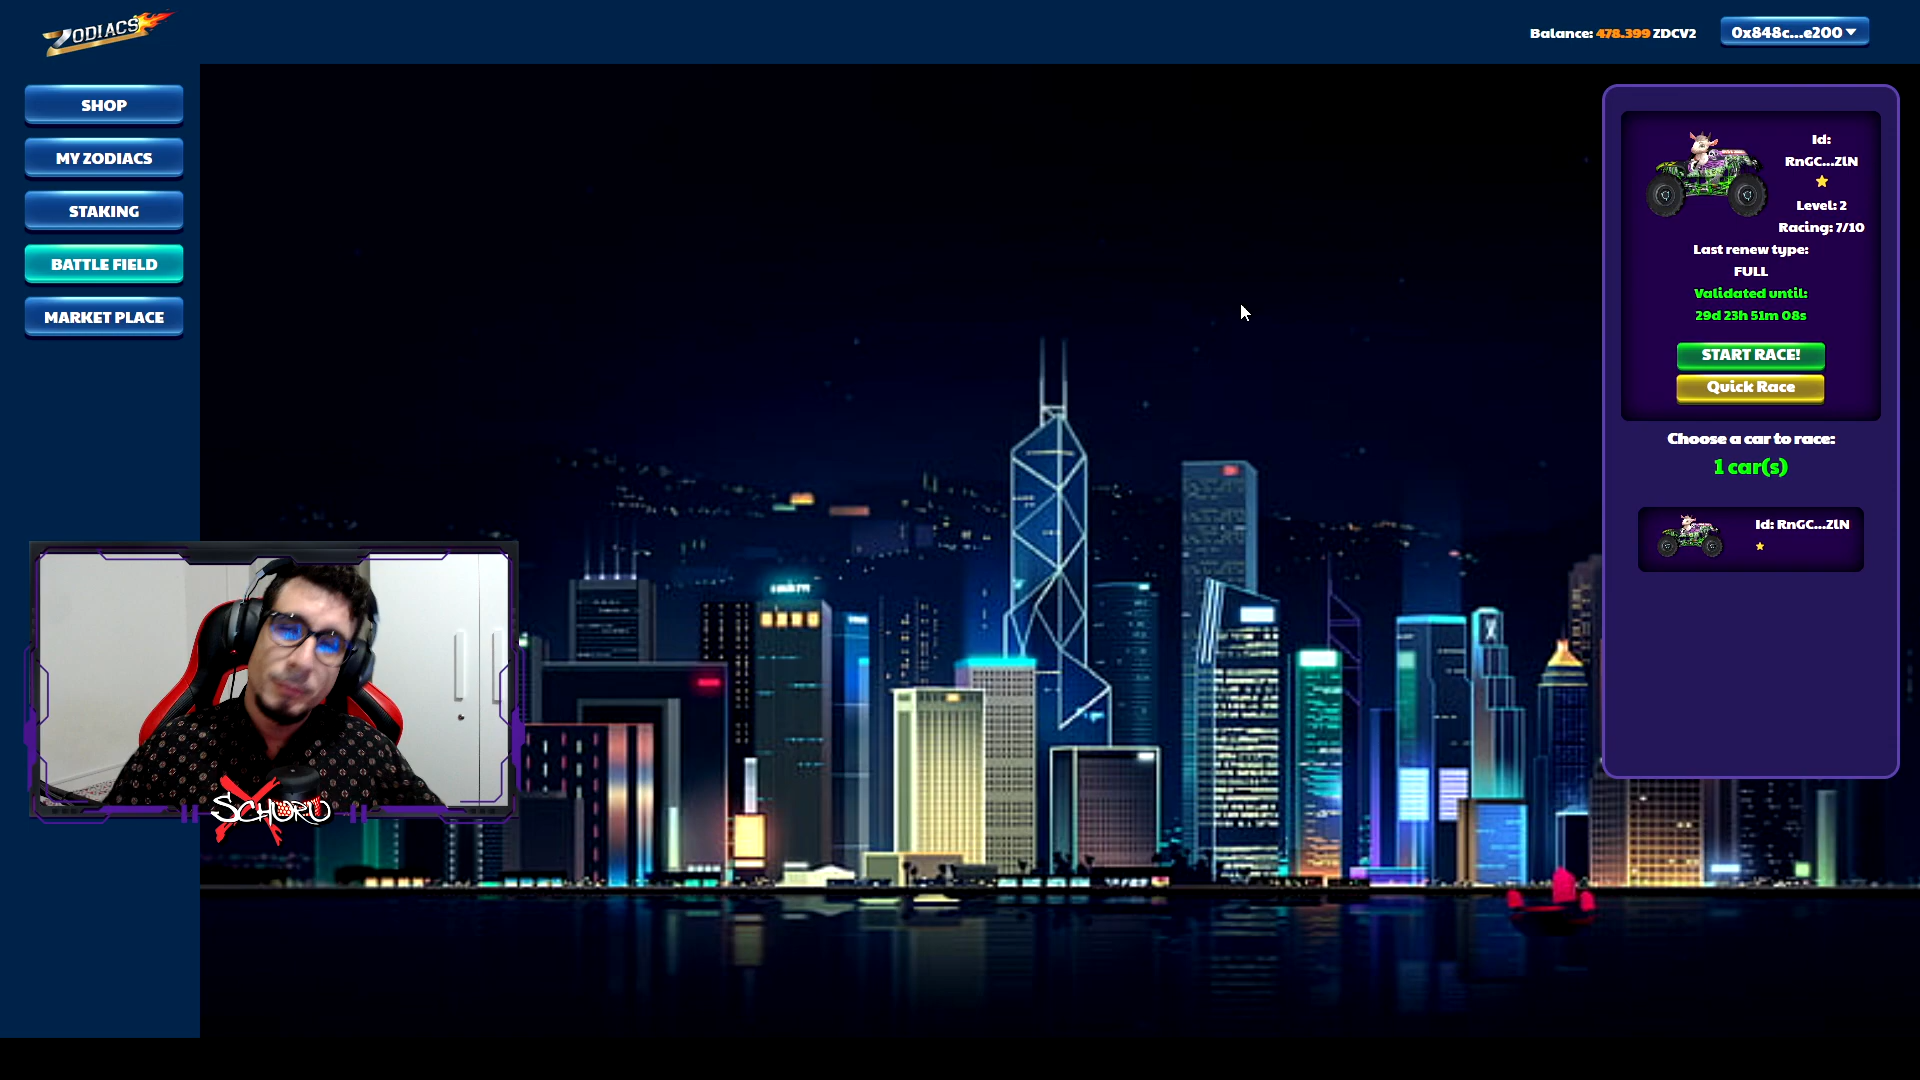 ZODIACS
Balance: 478.399 ZDCV2
0x848c...e200
SHOP
MY ZODIACS
STAKING
BATTLE FIELD
MARKET PLACE
Id:
RnGC...ZlN
Level: 2
Racing: 7/10
Last renew type:
FULL
Validated until:
29d 23h 51m 08s
START RACE!
Quick Race
Choose a car to race:
1 car(s)
Id: RnGC...ZlN
SCHORO